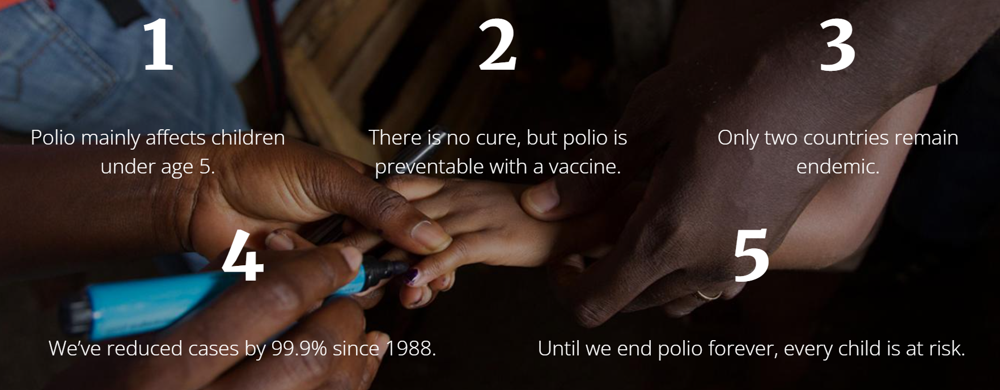 1
Polio mainly affects children
under age 5.
2
There is no cure, but polio is
preventable with a vaccine.
3
Only two countries remain
endemic.
4
We’ve reduced cases by 99.9% since 1988.
5
Until we end polio forever, every child is at risk.